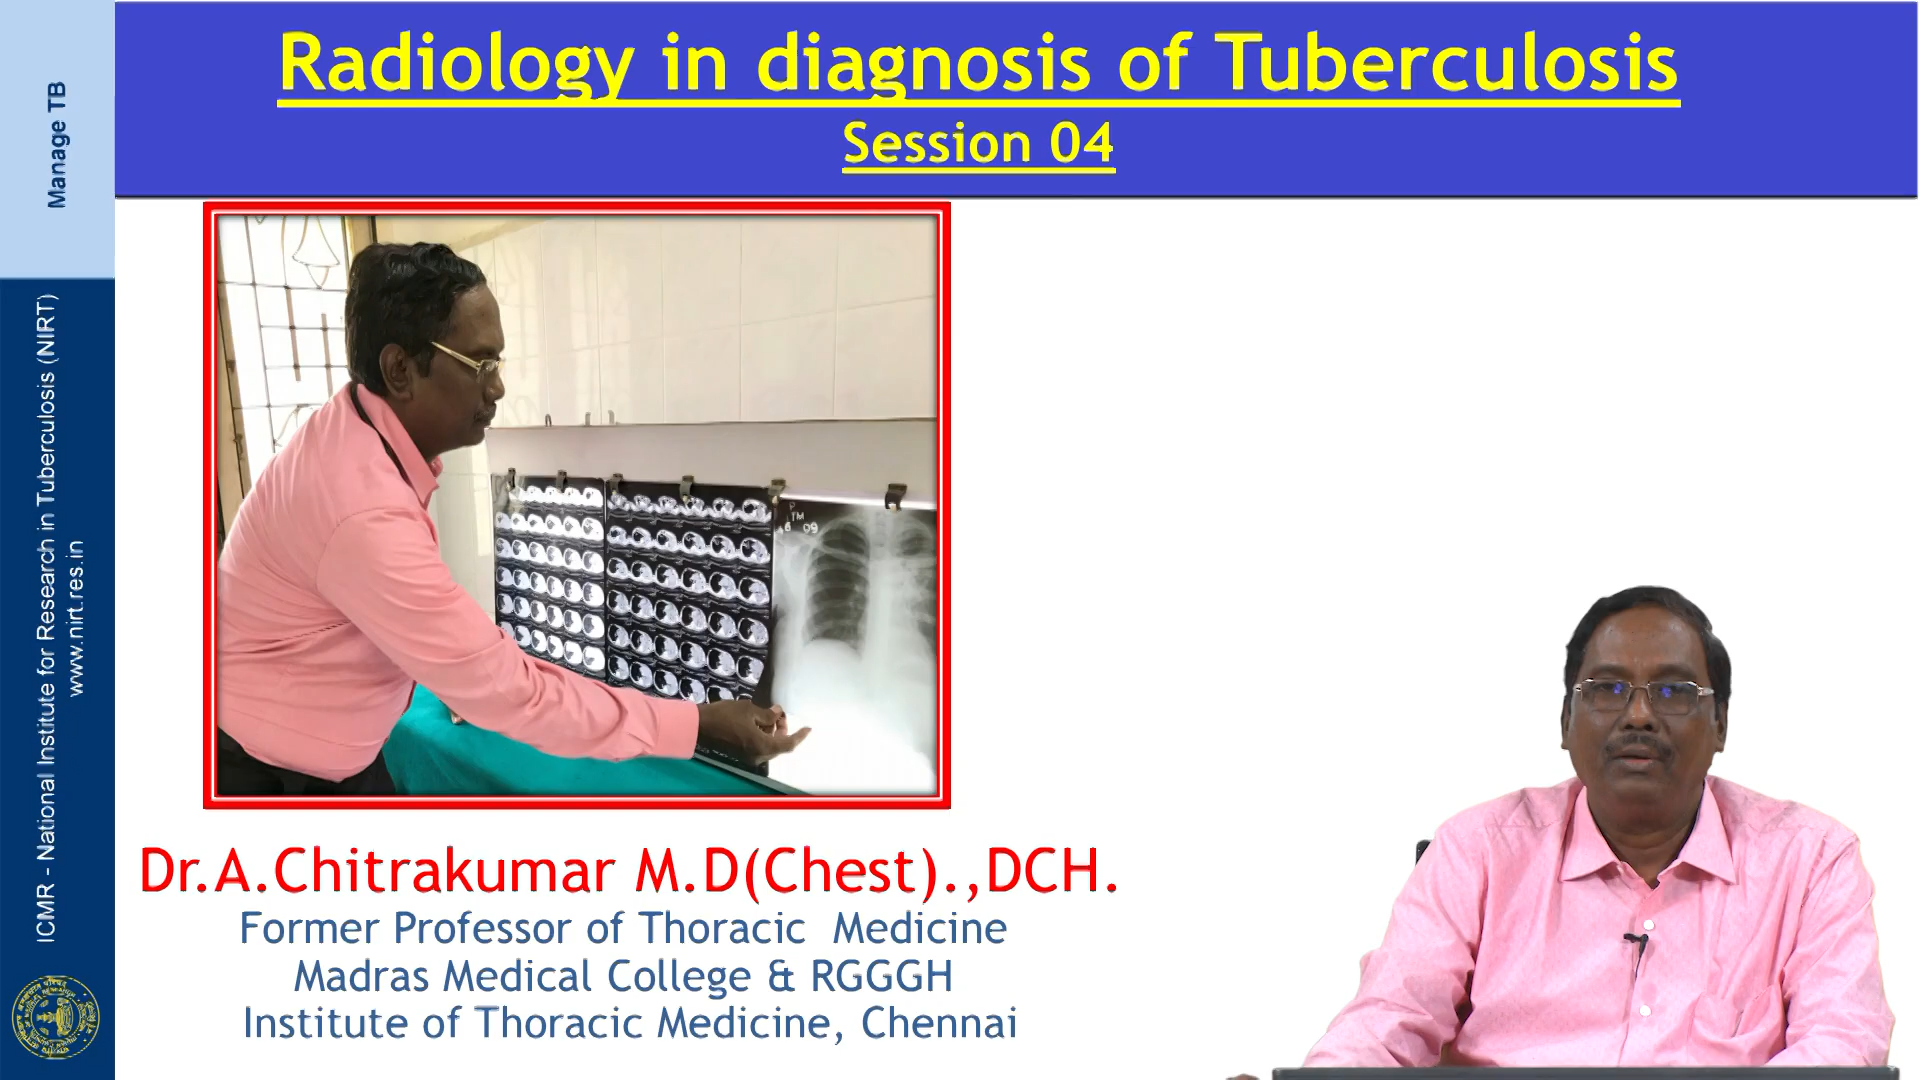 Radiology in diagnosis of Tuberculosis
Session 04
Manage TB
ICMR - National Institute for Research in Tuberculosis (NIRT)
www.nirt.res.in
Dr.A.Chitrakumar M.D(Chest).,DCH.
Former Professor of Thoracic Medicine
Madras Medical College & RGGGH
Institute of Thoracic Medicine, Chennai